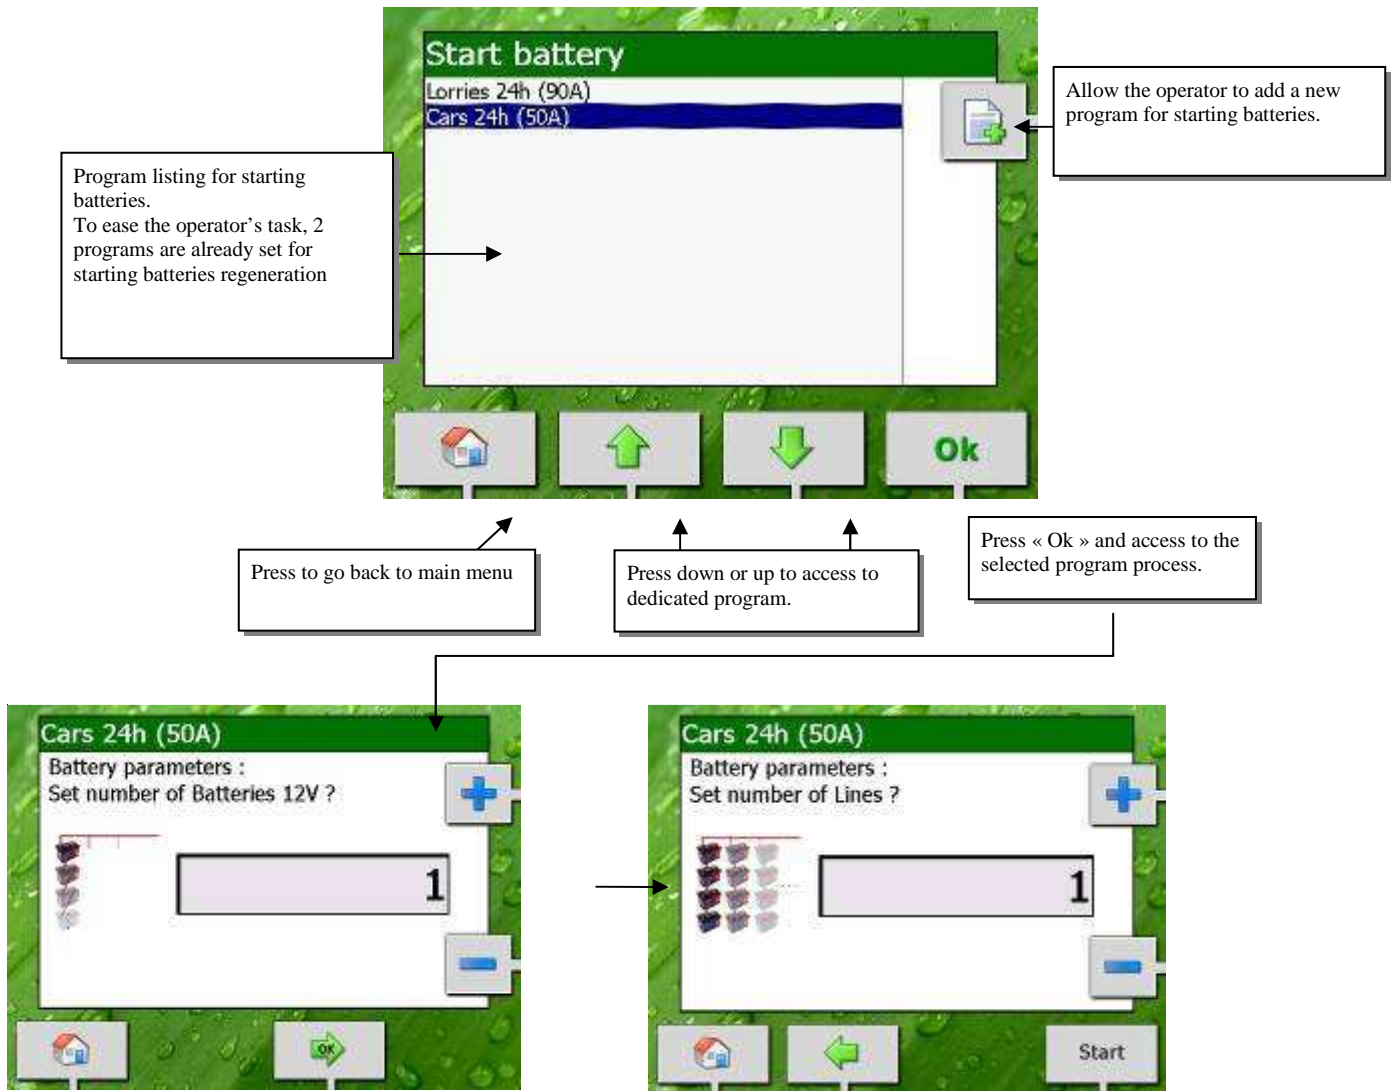 Start battery
Lorries 24h (90A)
Cars 24h (50A)
Allow the operator to add a new
program for starting batteries.
Program listing for starting
batteries.
To ease the operator’s task, 2
programs are already set for
starting batteries regeneration
Ok
Press to go back to main menu
Press down or up to access to
dedicated program.
Press « Ok » and access to the
selected program process.
Cars 24h (50A)
Battery parameters :
Set number of Batteries 12V ?
1
OK
Cars 24h (50A)
Battery parameters :
Set number of Lines ?
1
Start